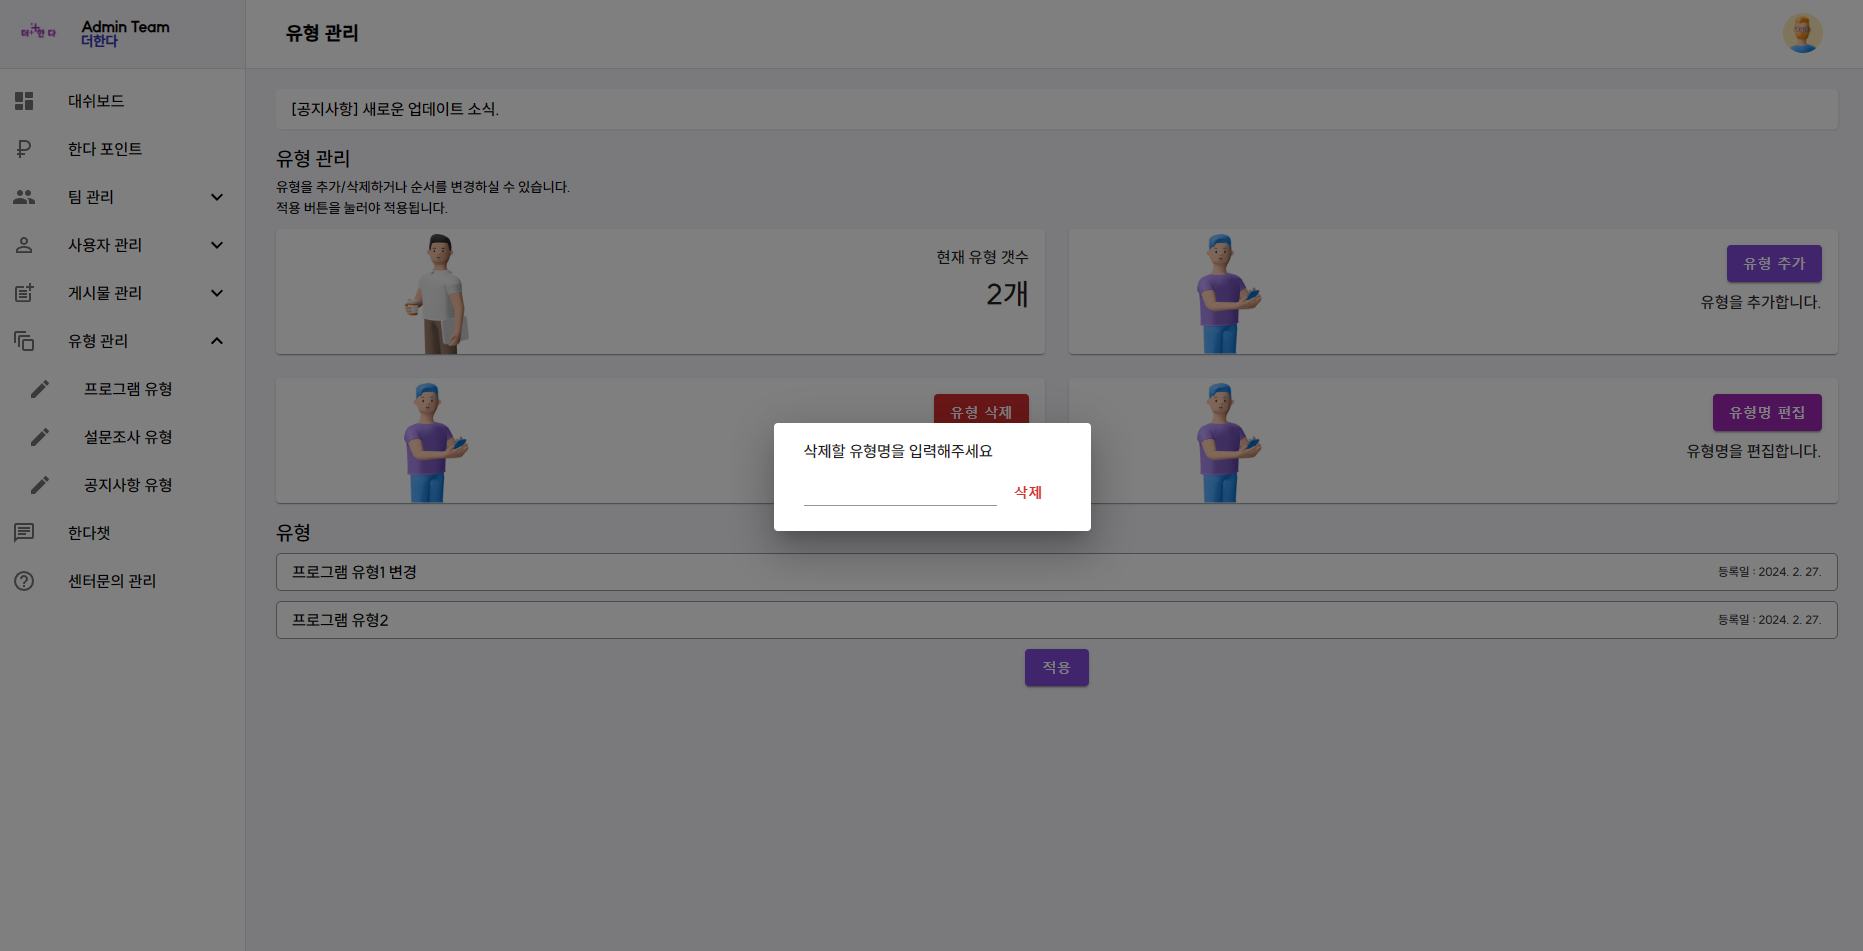 더한다
Admin Team
더한다
유형 관리
대쉬보드
한다 포인트
팀 관리
사용자 관리
게시물 관리
유형 관리
프로그램 유형
설문조사 유형
공지사항 유형
한다챗
센터문의 관리
[공지사항] 새로운 업데이트 소식.
유형 관리
유형을 추가/삭제하거나 순서를 변경하실 수 있습니다.
적용 버튼을 눌러야 적용됩니다.
현재 유형 갯수
2개
유형 추가
유형을 추가합니다.
유형 삭제
유형명 편집
유형명을 편집합니다.
삭제할 유형명을 입력해주세요
삭제
유형
프로그램 유형1 변경
등록일 : 2024. 2. 27.
프로그램 유형2
등록일 : 2024. 2. 27.
적용